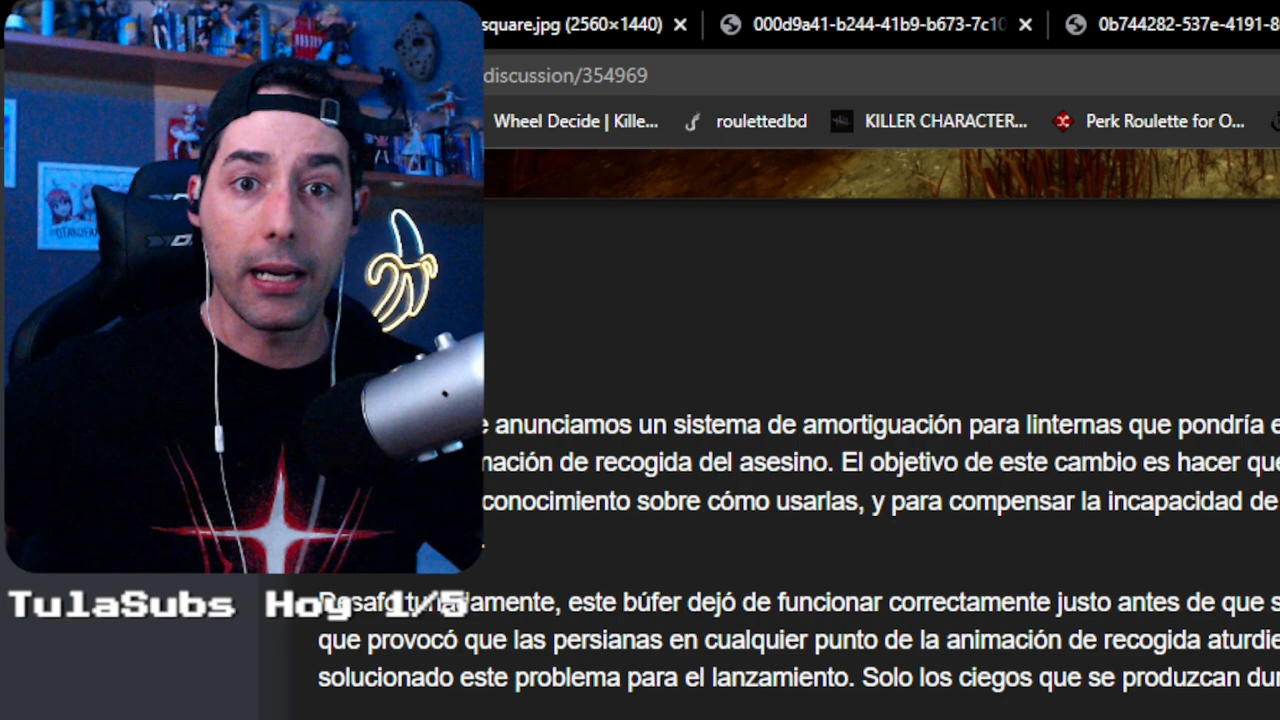 square.jpg (2560×1440)
000d9a41-b244-41b9-b673-7c10
0b744282-537e-4191-8
discussion/354969
Wheel Decide | Kille...
roulettedbd
KILLER CHARACTER...
Perk Roulette for O...
e anunciamos un sistema de amortiguación para linternas que pondría e
nación de recogida del asesino. El objetivo de este cambio es hacer que
conocimiento sobre cómo usarlas, y para compensar la incapacidad de
TulaSubs Hoy 1/5
Desafortunadamente, este búfer dejó de funcionar correctamente justo antes de que s
que provocó que las persianas en cualquier punto de la animación de recogida aturdie
solucionado este problema para el lanzamiento. Solo los ciegos que se produzcan dur